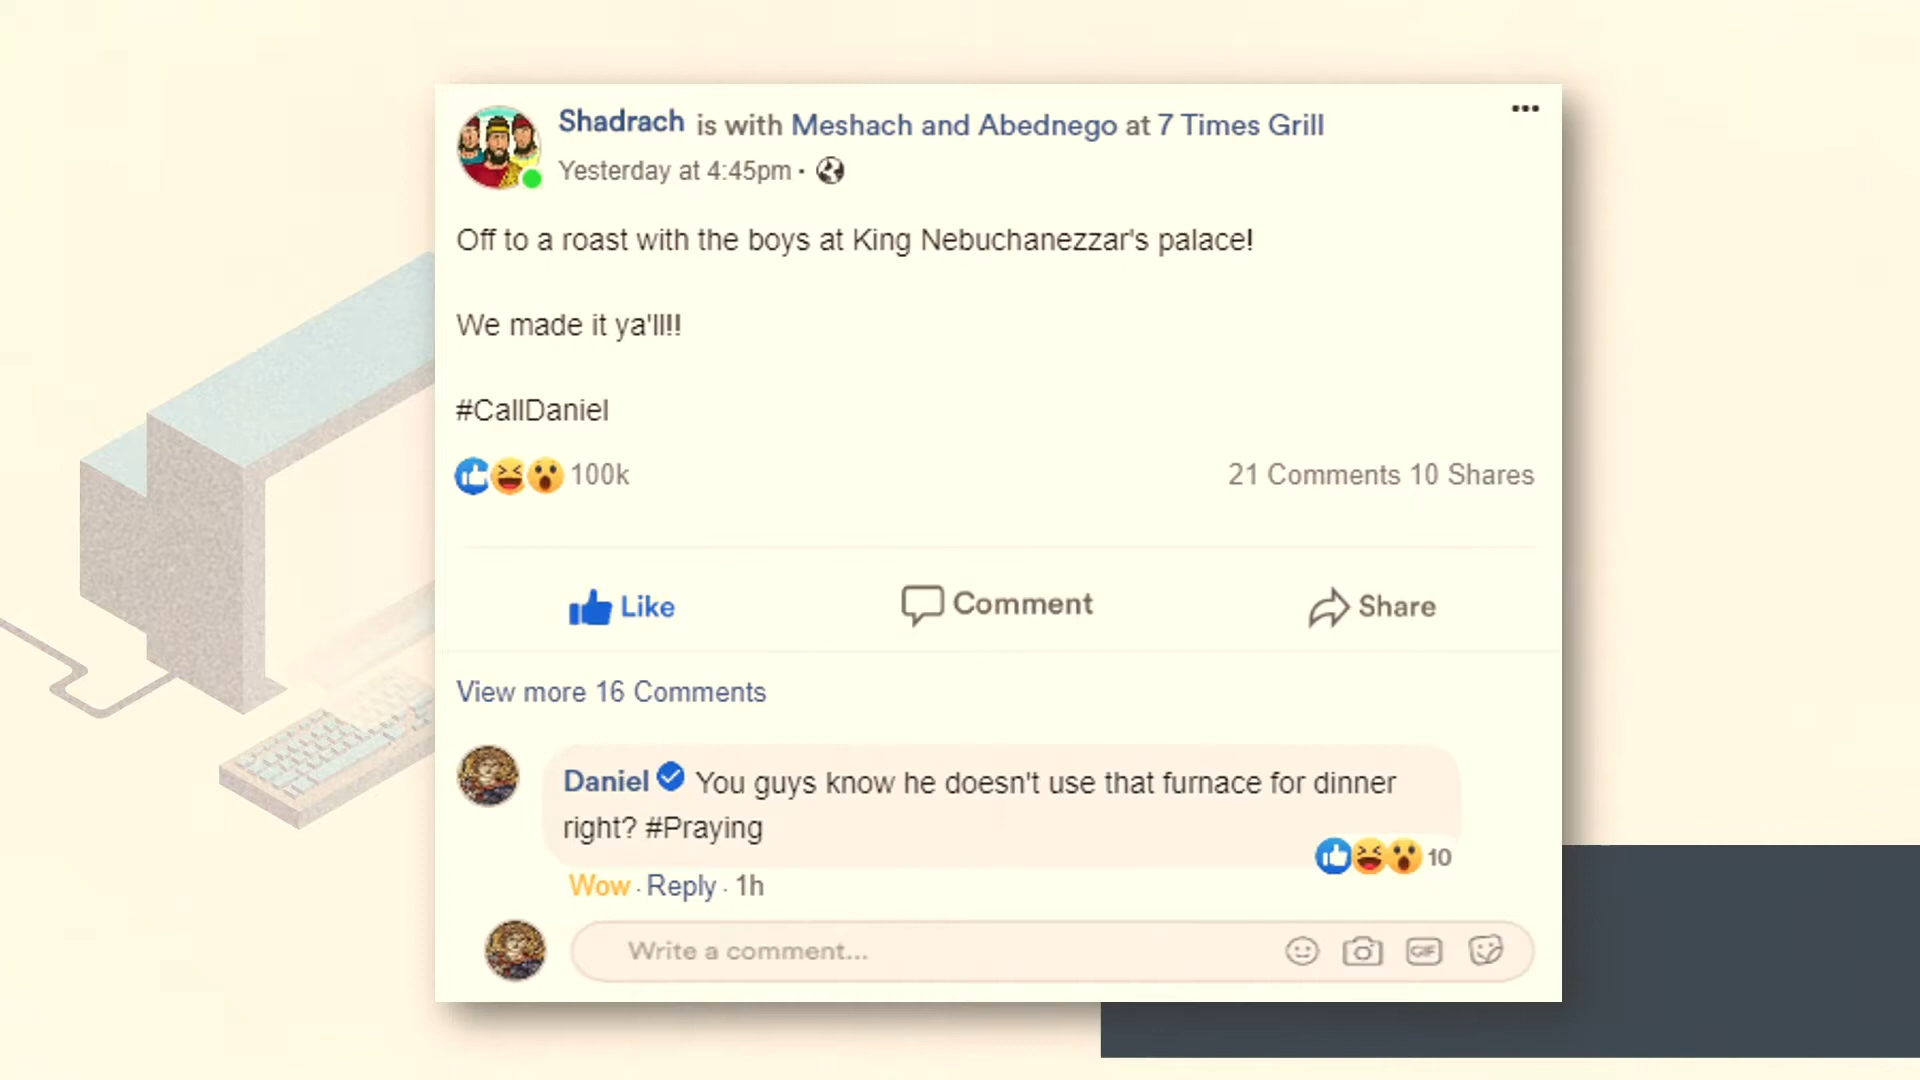 Shadrach is with Meshach and Abednego at 7 Times Grill
Yesterday at 4:45pm ·
Off to a roast with the boys at King Nebuchanezzar's palace!
We made it ya'll!!
#CallDaniel
100k
21 Comments 10 Shares
Like
Comment
Share
View more 16 Comments
Daniel You guys know he doesn't use that furnace for dinner
right? #Praying
10
Wow · Reply · 1h
Write a comment...
GIF